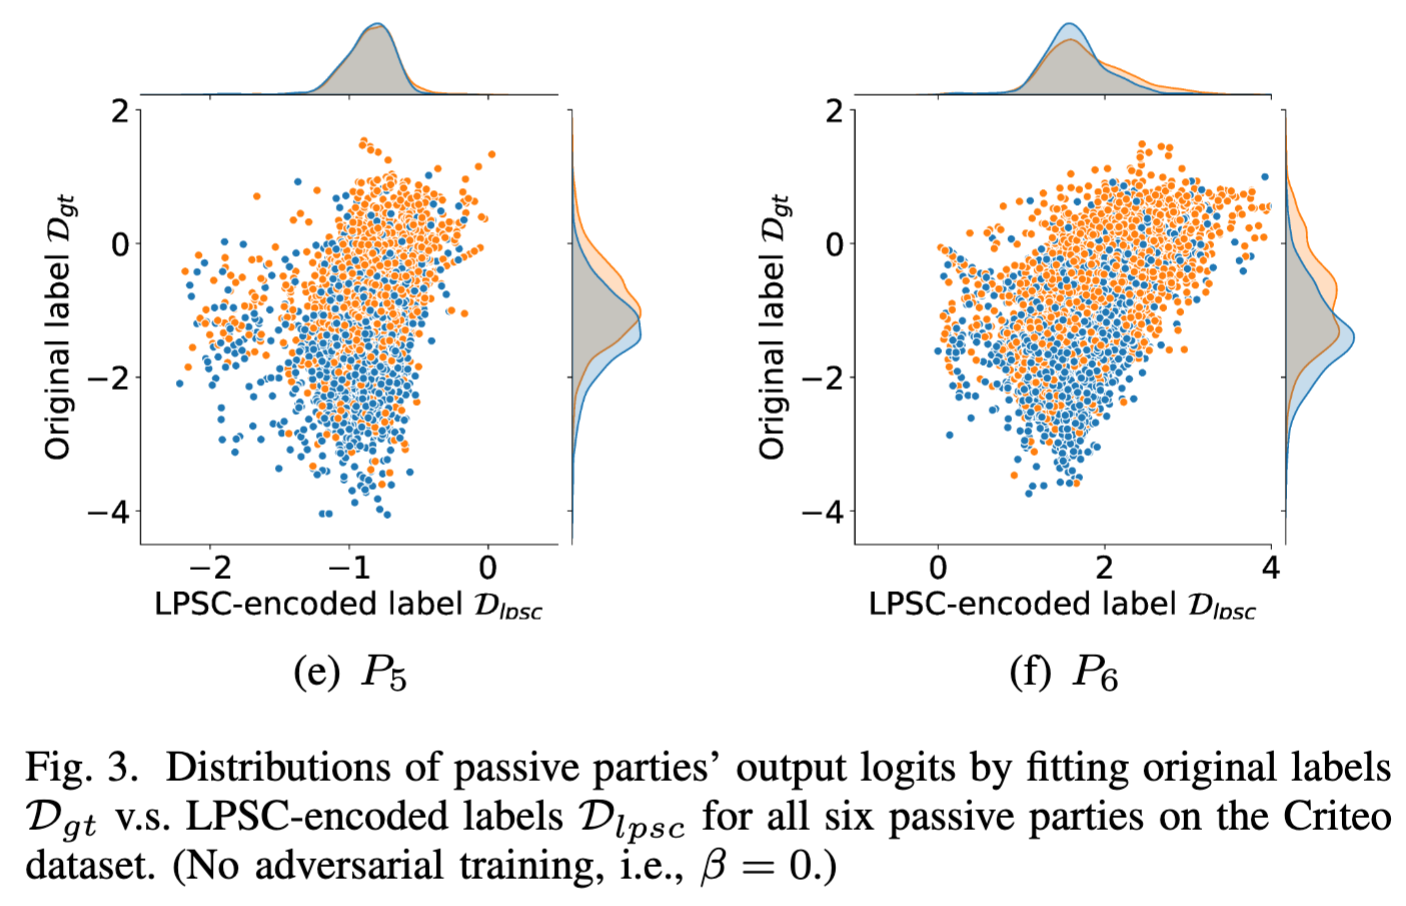 2
0
−2
−4
Original label 𝒟gt
−2 −1 0
LPSC-encoded label 𝒟lpsc
(e) P5
2
0
−2
−4
Original label 𝒟gt
0 2 4
LPSC-encoded label 𝒟lpsc
(f) P6
Fig. 3. Distributions of passive parties’ output logits by fitting original labels
𝒟gt v.s. LPSC-encoded labels 𝒟lpsc for all six passive parties on the Criteo
dataset. (No adversarial training, i.e., β = 0.)